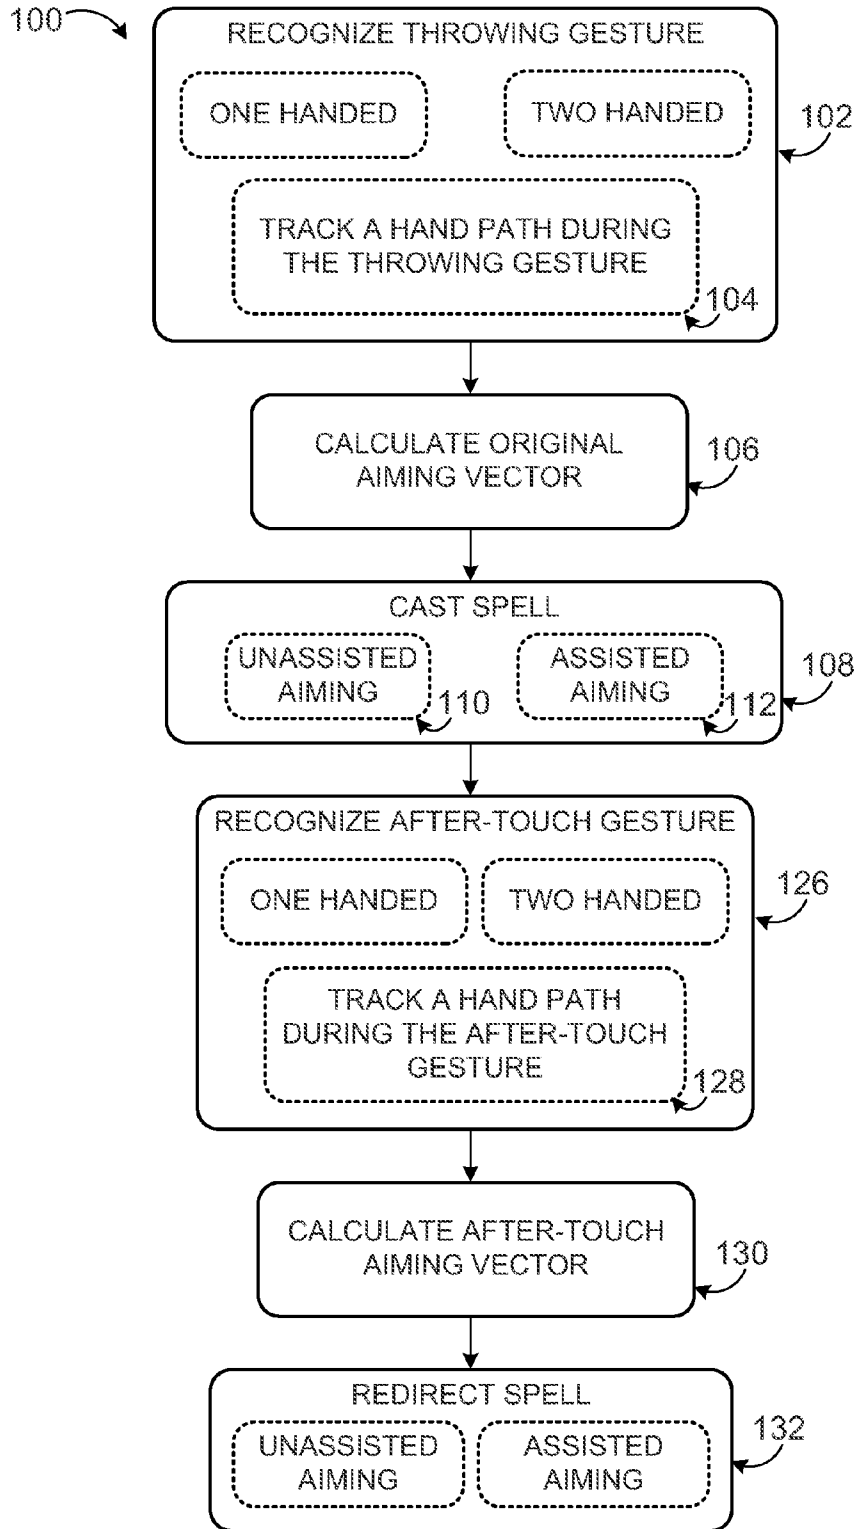 100
RECOGNIZE THROWING GESTURE
ONE HANDED
TWO HANDED
102
TRACK A HAND PATH DURING
THE THROWING GESTURE
104
CALCULATE ORIGINAL
AIMING VECTOR
106
CAST SPELL
UNASSISTED
AIMING
110
ASSISTED
AIMING
112
108
RECOGNIZE AFTER-TOUCH GESTURE
ONE HANDED
TWO HANDED
126
TRACK A HAND PATH
DURING THE AFTER-TOUCH
GESTURE
128
CALCULATE AFTER-TOUCH
AIMING VECTOR
130
REDIRECT SPELL
UNASSISTED
AIMING
ASSISTED
AIMING
132